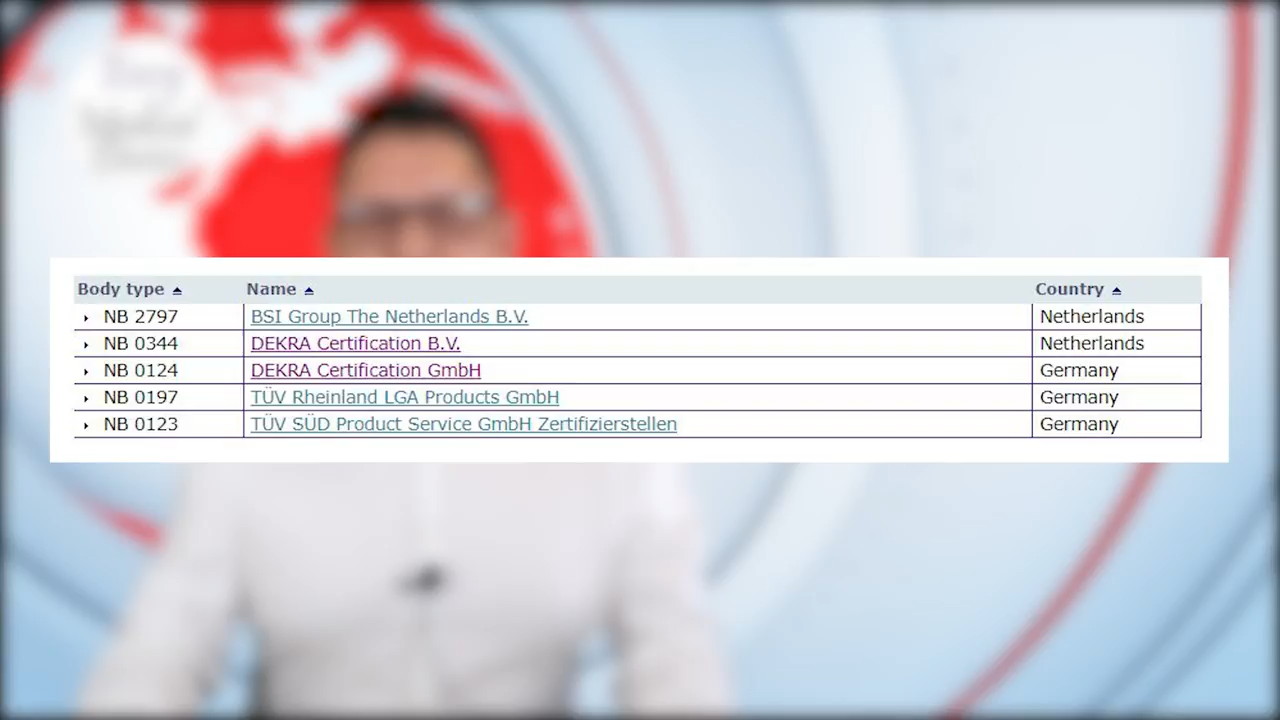 Body type Name Country
NB 2797 BSI Group The Netherlands B.V. Netherlands
NB 0344 DEKRA Certification B.V. Netherlands
NB 0124 DEKRA Certification GmbH Germany
NB 0197 TÜV Rheinland LGA Products GmbH Germany
NB 0123 TÜV SÜD Product Service GmbH Zertifizierstellen Germany